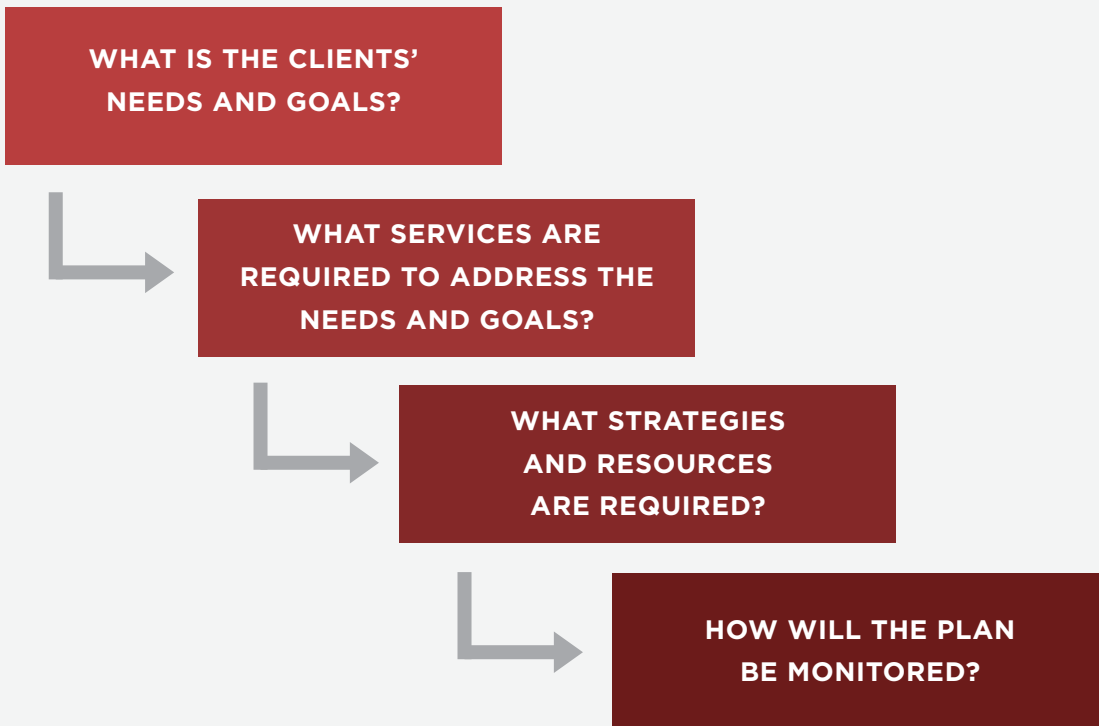 WHAT IS THE CLIENTS’
NEEDS AND GOALS?
WHAT SERVICES ARE
REQUIRED TO ADDRESS THE
NEEDS AND GOALS?
WHAT STRATEGIES
AND RESOURCES
ARE REQUIRED?
HOW WILL THE PLAN
BE MONITORED?